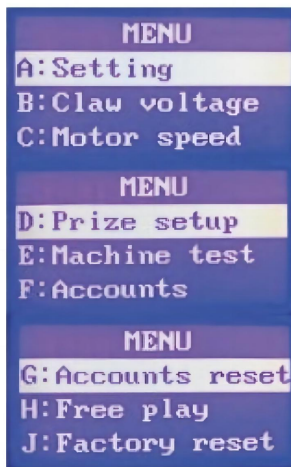 MENU
A:Setting
B:Claw voltage
C:Motor speed
MENU
D:Prize setup
E:Machine test
F:Accounts
MENU
G:Accounts reset
H:Free play
J:Factory reset